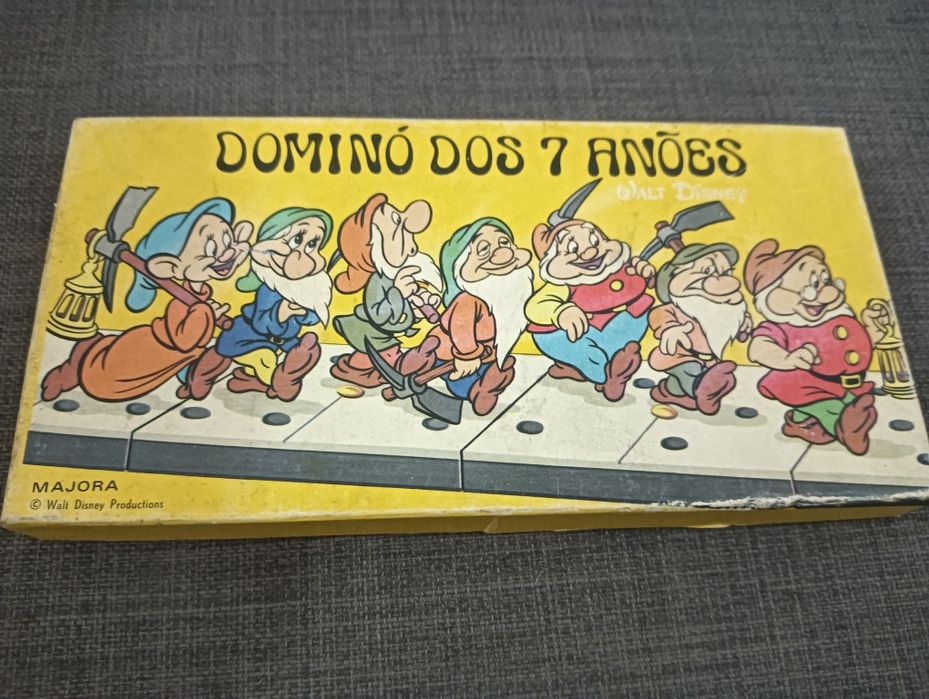 DOMINÓ DOS 7 ANÕES
WALT DISNEY
MAJORA
© Walt Disney Productions